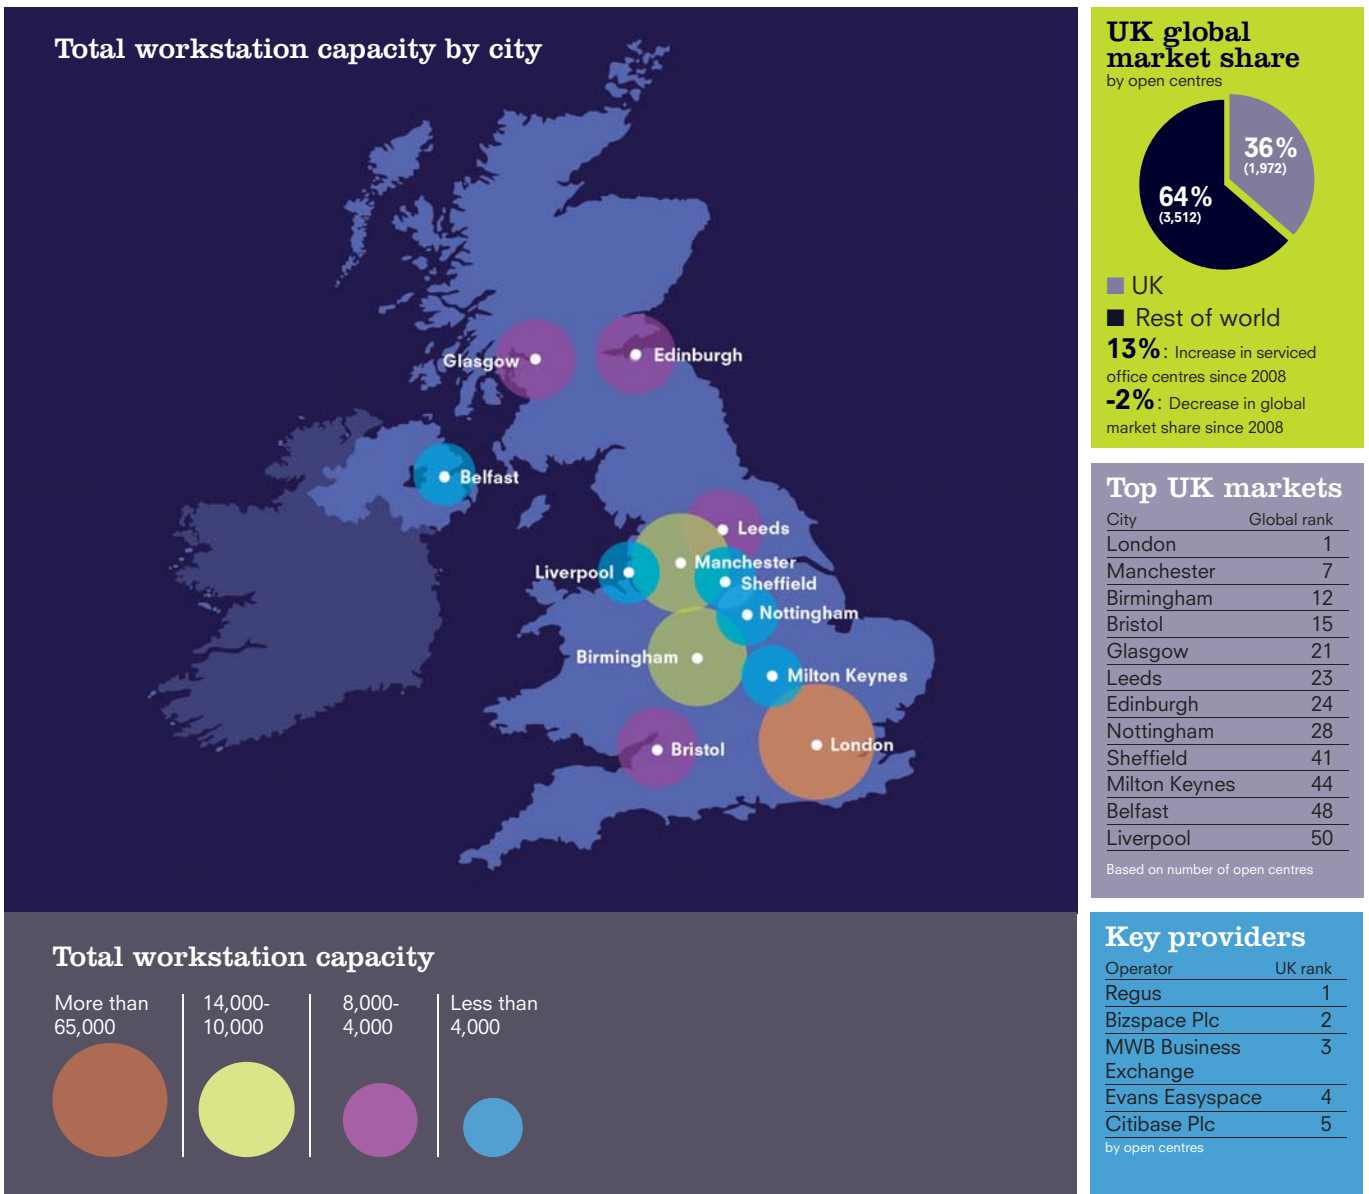 Total workstation capacity by city
Glasgow
Edinburgh
Belfast
Leeds
Manchester
Liverpool
Sheffield
Nottingham
Birmingham
Milton Keynes
Bristol
London
Total workstation capacity
More than
65,000
14,000-
10,000
8,000-
4,000
Less than
4,000
UK global
market share
by open centres
36%
(1,972)
64%
(3,512)
UK
Rest of world
13%: Increase in serviced
office centres since 2008
-2%: Decrease in global
market share since 2008
Top UK markets
City Global rank
London 1
Manchester 7
Birmingham 12
Bristol 15
Glasgow 21
Leeds 23
Edinburgh 24
Nottingham 28
Sheffield 41
Milton Keynes 44
Belfast 48
Liverpool 50
Based on number of open centres
Key providers
Operator UK rank
Regus 1
Bizspace Plc 2
MWB Business 3
Exchange
Evans Easyspace 4
Citibase Plc 5
by open centres